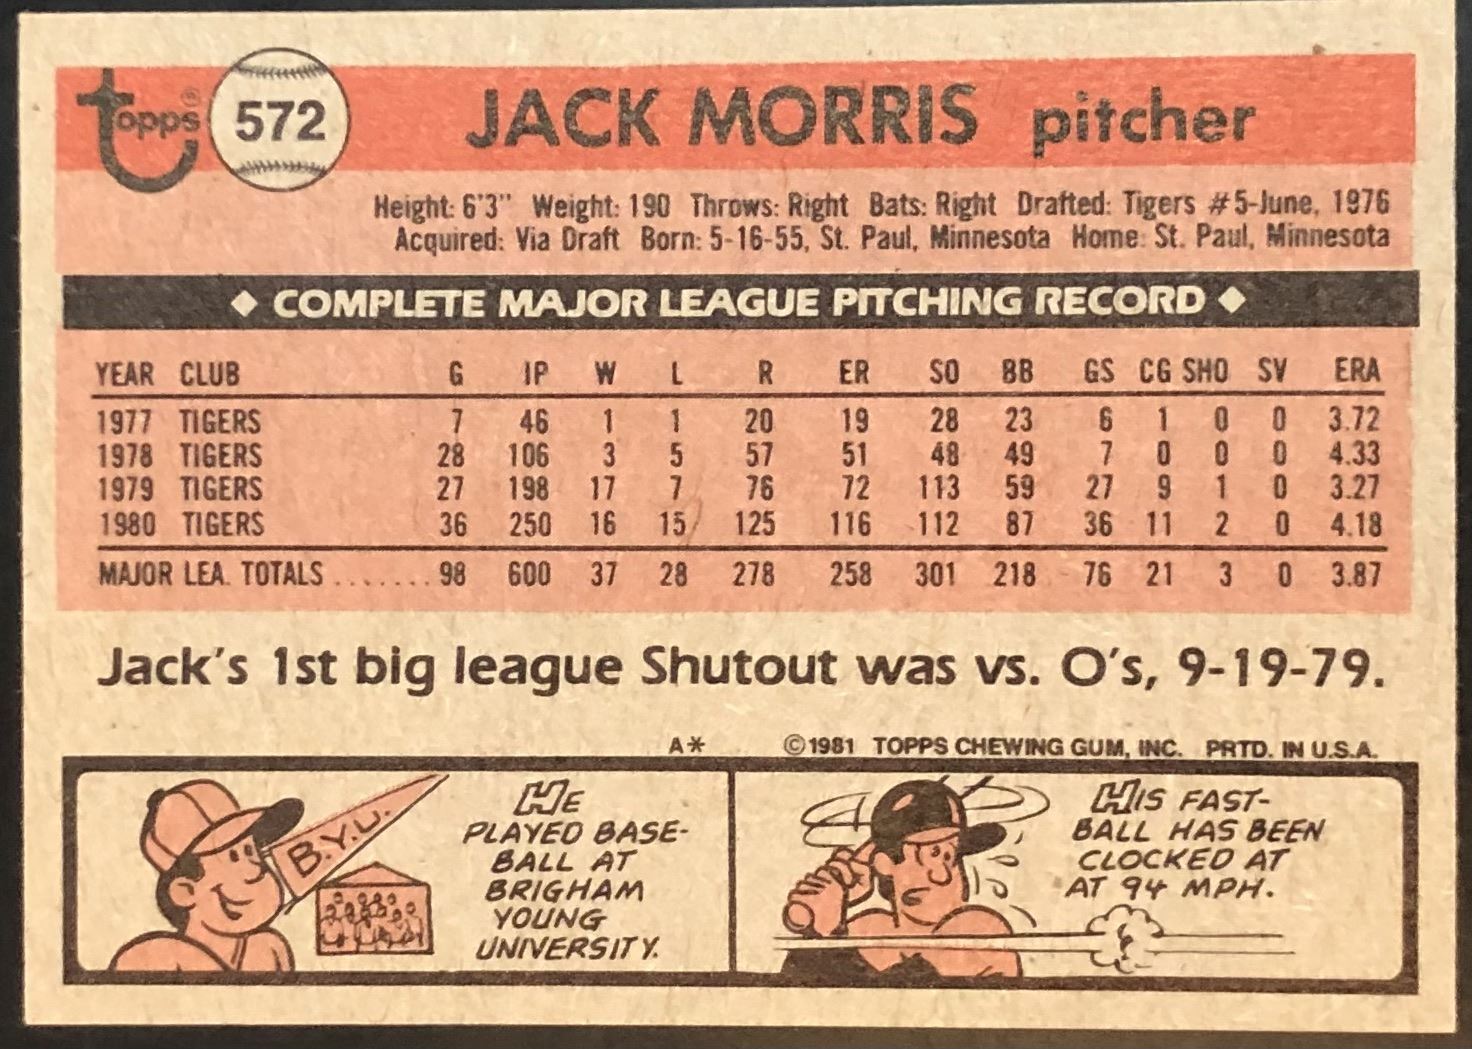 Topps® 572 JACK MORRIS pitcher
Height: 6'3" Weight: 190 Throws: Right Bats: Right Drafted: Tigers #5-June, 1976
Acquired: Via Draft Born: 5-16-55, St. Paul, Minnesota Home: St. Paul, Minnesota
◆ COMPLETE MAJOR LEAGUE PITCHING RECORD ◆
YEAR CLUB G IP W L R ER SO BB GS CG SHO SV ERA
1977 TIGERS 7 46 1 1 20 19 28 23 6 1 0 0 3.72
1978 TIGERS 28 106 3 5 57 51 48 49 7 0 0 0 4.33
1979 TIGERS 27 198 17 7 76 72 113 59 27 9 1 0 3.27
1980 TIGERS 36 250 16 15 125 116 112 87 36 11 2 0 4.18
MAJOR LEA. TOTALS ....... 98 600 37 28 278 258 301 218 76 21 3 0 3.87
Jack's 1st big league Shutout was vs. O's, 9-19-79.
A* ©1981 TOPPS CHEWING GUM, INC. PRTD. IN U.S.A.
B.Y.U.
HE
PLAYED BASE-
BALL AT
BRIGHAM
YOUNG
UNIVERSITY.
HIS FAST-
BALL HAS BEEN
CLOCKED AT
AT 94 MPH.